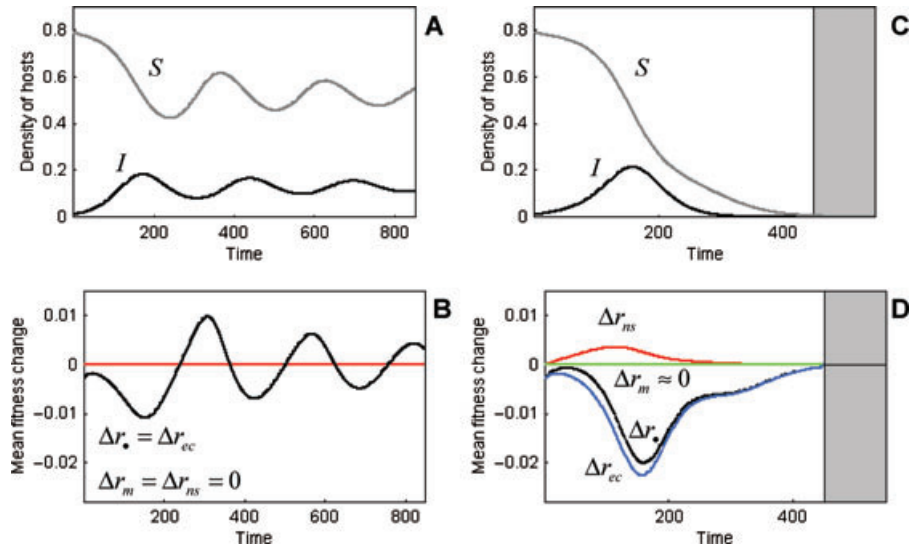 A
Density of hosts
0.8
0.6
0.4
0.2
0
S
I
200 400 600 800
Time
C
Density of hosts
0.8
0.6
0.4
0.2
0
S
I
200 400
Time
B
Mean fitness change
0.01
0
−0.01
−0.02
Δr• = Δrec
Δrm = Δrns = 0
200 400 600 800
Time
D
Mean fitness change
0.01
0
−0.01
−0.02
Δrns
Δrm ≈ 0
Δr•
Δrec
200 400
Time